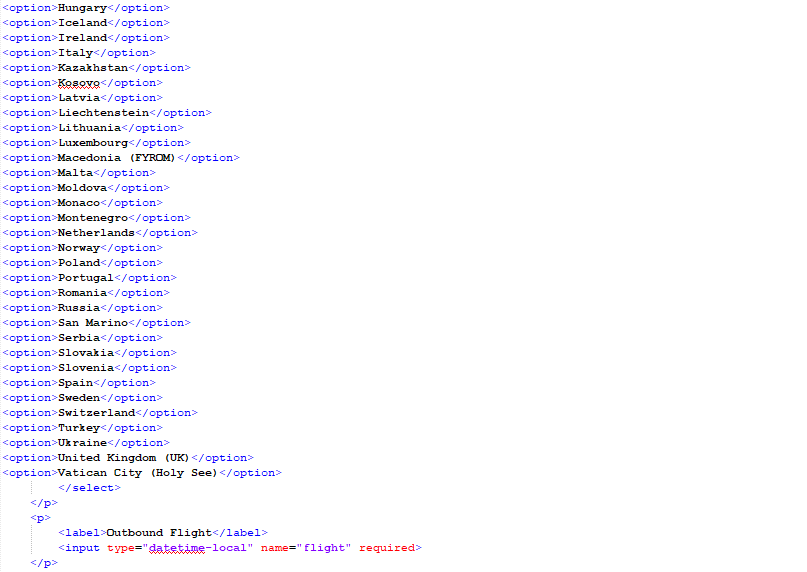 <option>Hungary</option>
<option>Iceland</option>
<option>Ireland</option>
<option>Italy</option>
<option>Kazakhstan</option>
<option>Kosovo</option>
<option>Latvia</option>
<option>Liechtenstein</option>
<option>Lithuania</option>
<option>Luxembourg</option>
<option>Macedonia (FYROM)</option>
<option>Malta</option>
<option>Moldova</option>
<option>Monaco</option>
<option>Montenegro</option>
<option>Netherlands</option>
<option>Norway</option>
<option>Poland</option>
<option>Portugal</option>
<option>Romania</option>
<option>Russia</option>
<option>San Marino</option>
<option>Serbia</option>
<option>Slovakia</option>
<option>Slovenia</option>
<option>Spain</option>
<option>Sweden</option>
<option>Switzerland</option>
<option>Turkey</option>
<option>Ukraine</option>
<option>United Kingdom (UK)</option>
<option>Vatican City (Holy See)</option>
</select>
</p>
<p>
<label>Outbound Flight</label>
<input type="datetime-local" name="flight" required>
</p>